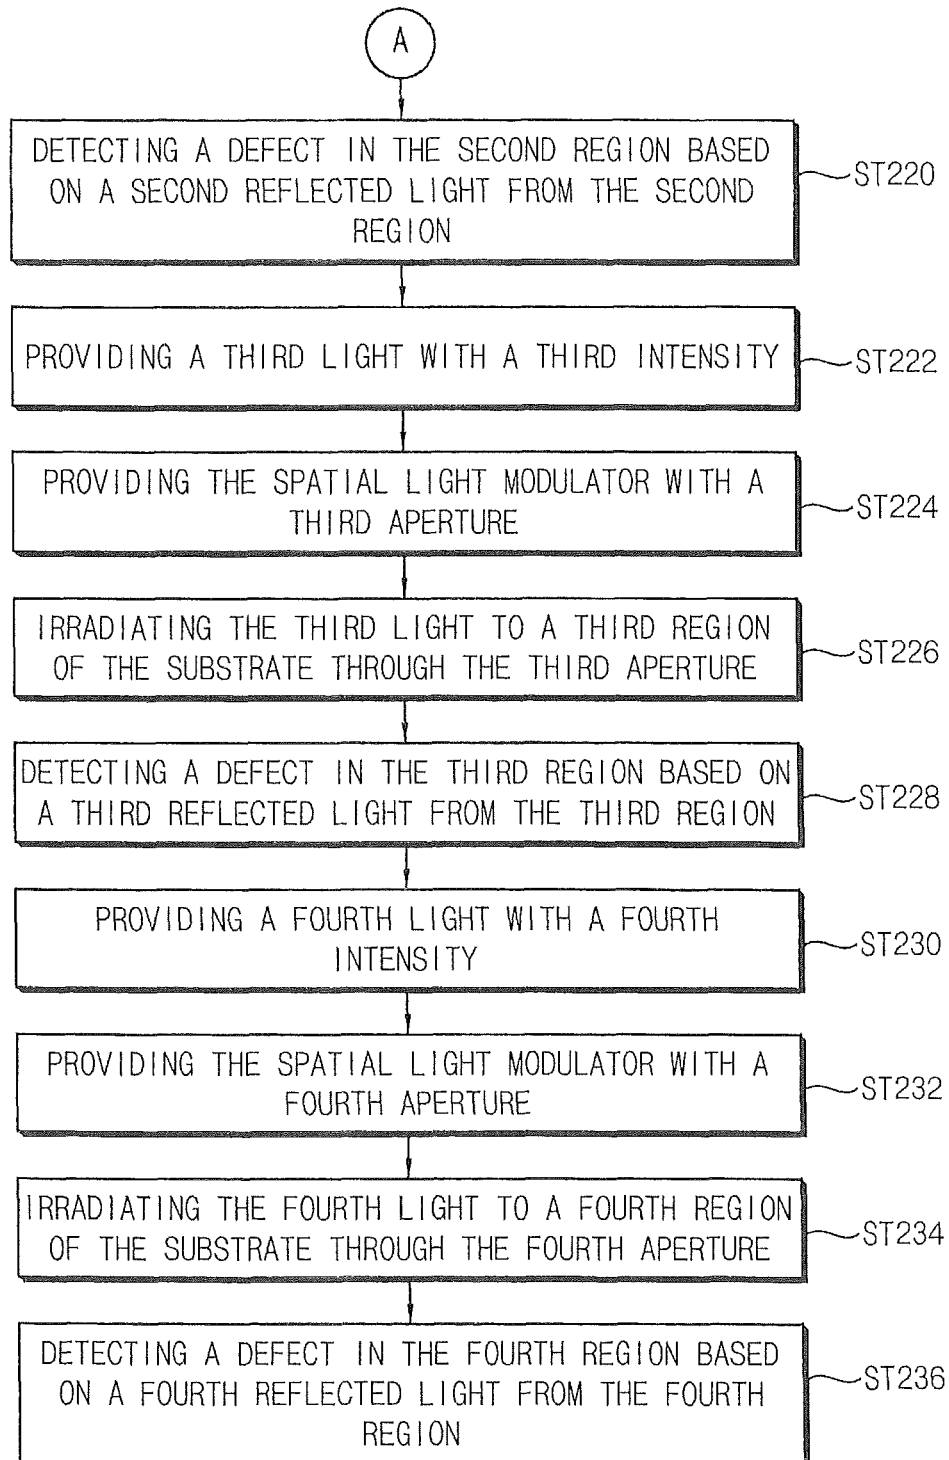 A
DETECTING A DEFECT IN THE SECOND REGION BASED
ON A SECOND REFLECTED LIGHT FROM THE SECOND
REGION
ST220
PROVIDING A THIRD LIGHT WITH A THIRD INTENSITY
ST222
PROVIDING THE SPATIAL LIGHT MODULATOR WITH A
THIRD APERTURE
ST224
IRRADIATING THE THIRD LIGHT TO A THIRD REGION
OF THE SUBSTRATE THROUGH THE THIRD APERTURE
ST226
DETECTING A DEFECT IN THE THIRD REGION BASED ON
A THIRD REFLECTED LIGHT FROM THE THIRD REGION
ST228
PROVIDING A FOURTH LIGHT WITH A FOURTH
INTENSITY
ST230
PROVIDING THE SPATIAL LIGHT MODULATOR WITH A
FOURTH APERTURE
ST232
IRRADIATING THE FOURTH LIGHT TO A FOURTH REGION
OF THE SUBSTRATE THROUGH THE FOURTH APERTURE
ST234
DETECTING A DEFECT IN THE FOURTH REGION BASED
ON A FOURTH REFLECTED LIGHT FROM THE FOURTH
REGION
ST236